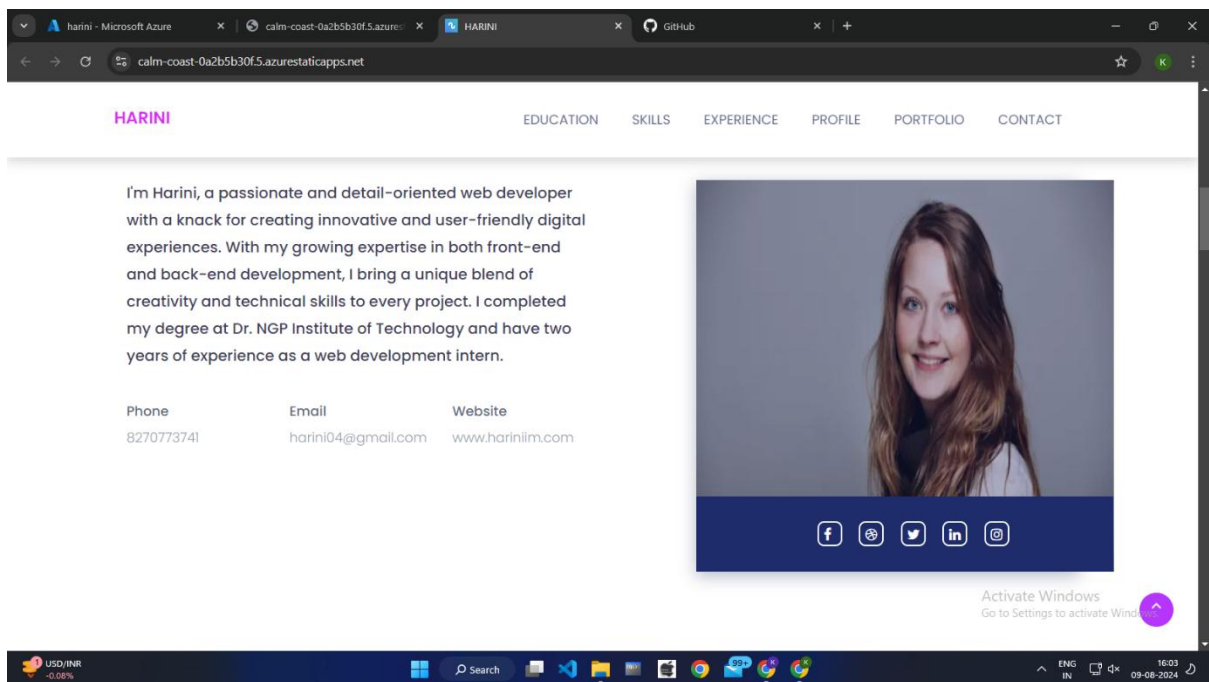 harini - Microsoft Azure
calm-coast-0a2b5b30f.5.azures
HARINI
GitHub
calm-coast-0a2b5b30f.5.azurestaticapps.net
K
HARINI
EDUCATION SKILLS EXPERIENCE PROFILE PORTFOLIO CONTACT
I'm Harini, a passionate and detail-oriented web developer
with a knack for creating innovative and user-friendly digital
experiences. With my growing expertise in both front-end
and back-end development, I bring a unique blend of
creativity and technical skills to every project. I completed
my degree at Dr. NGP Institute of Technology and have two
years of experience as a web development intern.
Phone Email Website
8270773741 harini04@gmail.com www.hariniim.com
Activate Windows
Go to Settings to activate Windows.
USD/INR
-0.08%
Search
99+
ENG
IN
16:03
09-08-2024